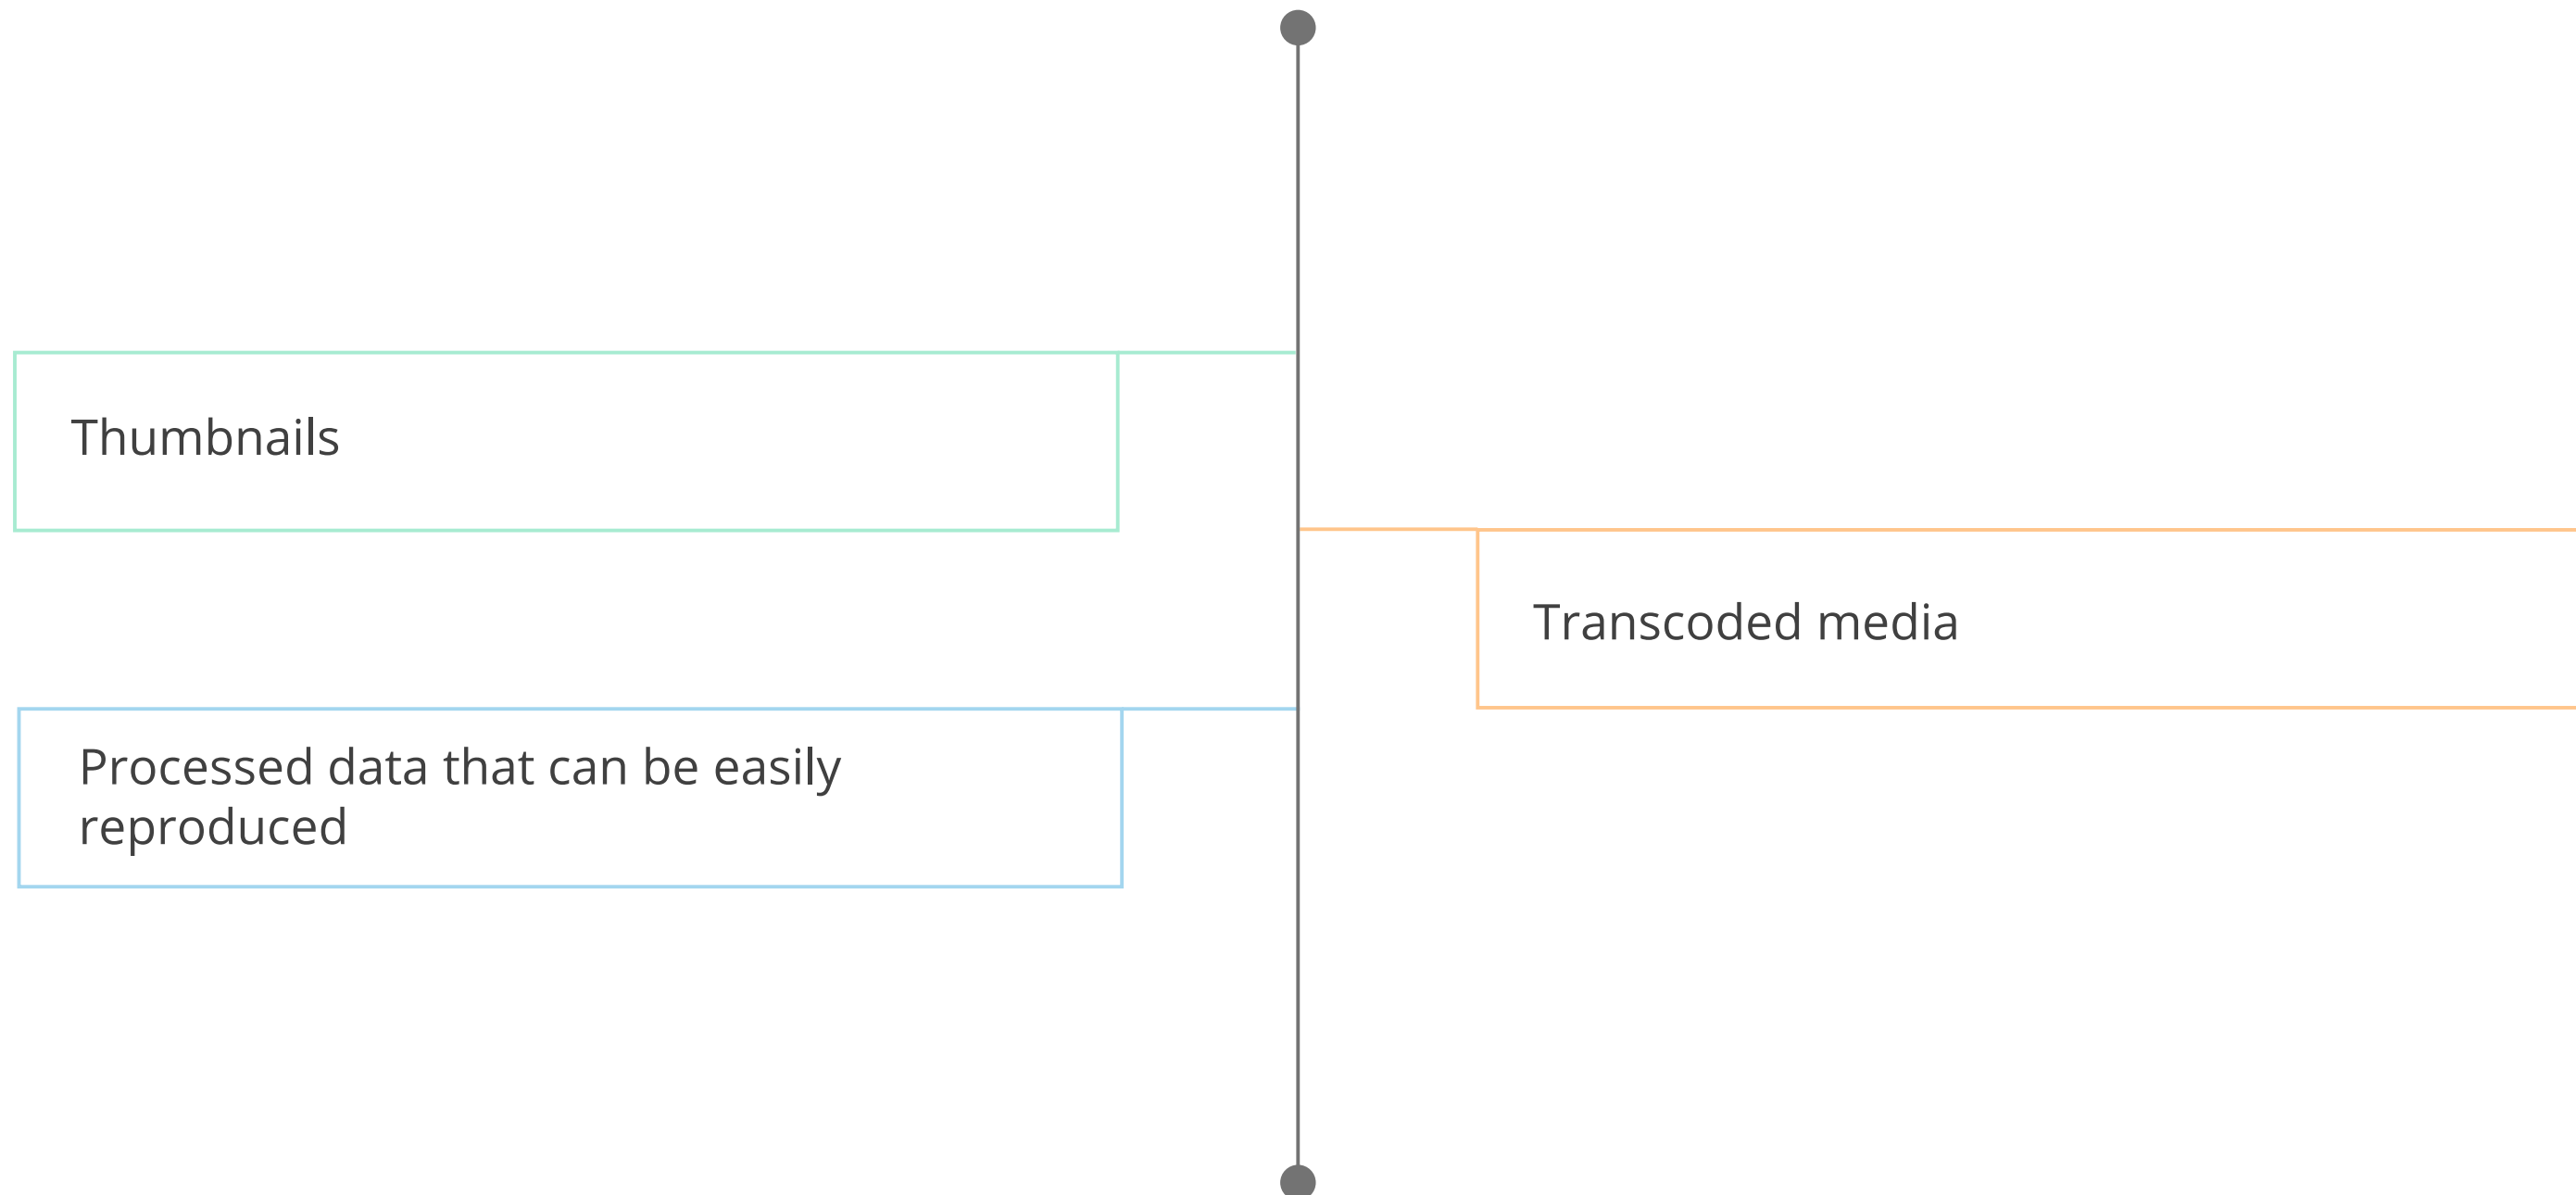 Thumbnails
Transcoded media
Processed data that can be easily
reproduced